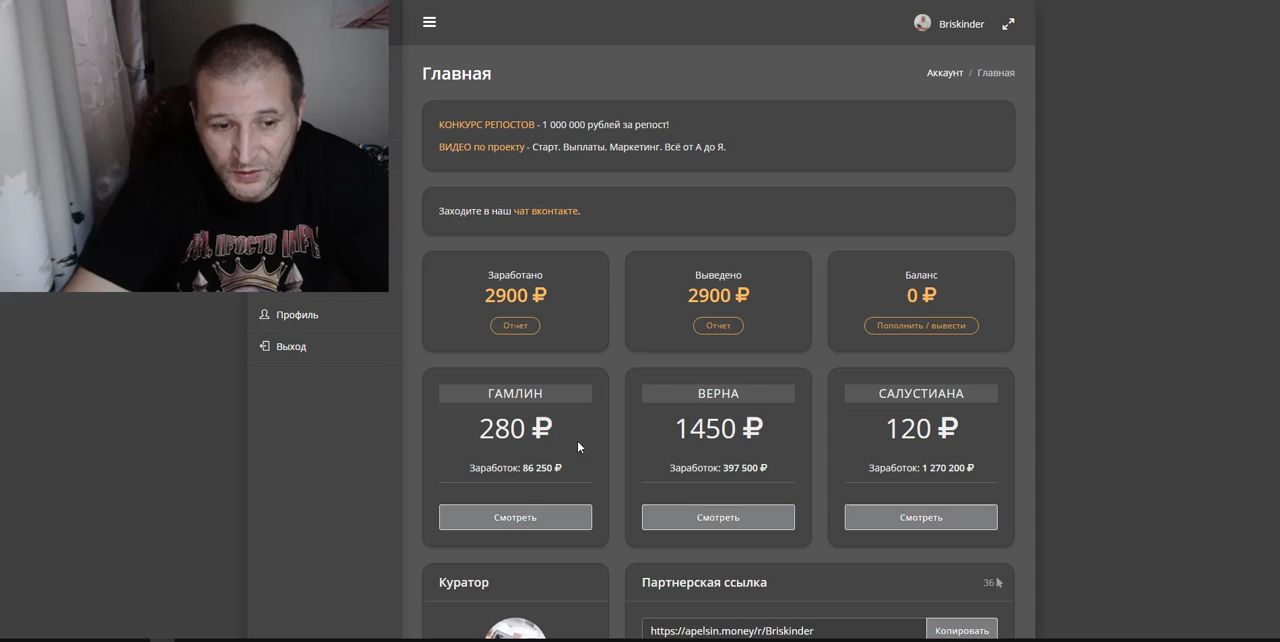 Briskinder
Главная
Аккаунт / Главная
КОНКУРС РЕПОСТОВ - 1 000 000 рублей за репост!
ВИДЕО по проекту - Старт. Выплаты. Маркетинг. Всё от А до Я.
Заходите в наш чат вконтакте.
Заработано
2900 ₽
Отчет
Выведено
2900 ₽
Отчет
Баланс
0 ₽
Пополнить / вывести
Профиль
Выход
ГАМЛИН
280 ₽
Заработок: 86 250 ₽
Смотреть
ВЕРНА
1450 ₽
Заработок: 397 500 ₽
Смотреть
САЛУСТИАНА
120 ₽
Заработок: 1 270 200 ₽
Смотреть
Куратор
Партнерская ссылка
36
https://apelsin.money/r/Briskinder
Копировать
ПРОСТО